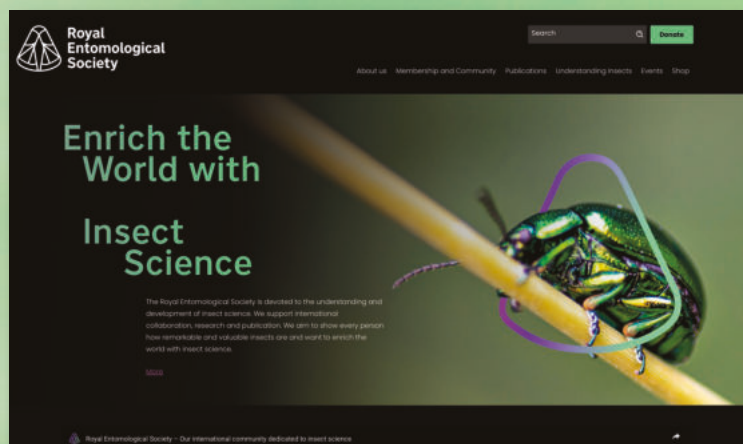 Royal
Entomological
Society
Search
Donate
About us Membership and Community Publications Understanding Insects Events Shop
Enrich the
World with
Insect
Science
The Royal Entomological Society is devoted to the understanding and
development of insect science. We support international
collaboration, research and publication. We aim to show every person
how remarkable and valuable insects are and want to enrich the
world with insect science.
More
Royal Entomological Society – Our international community dedicated to insect science